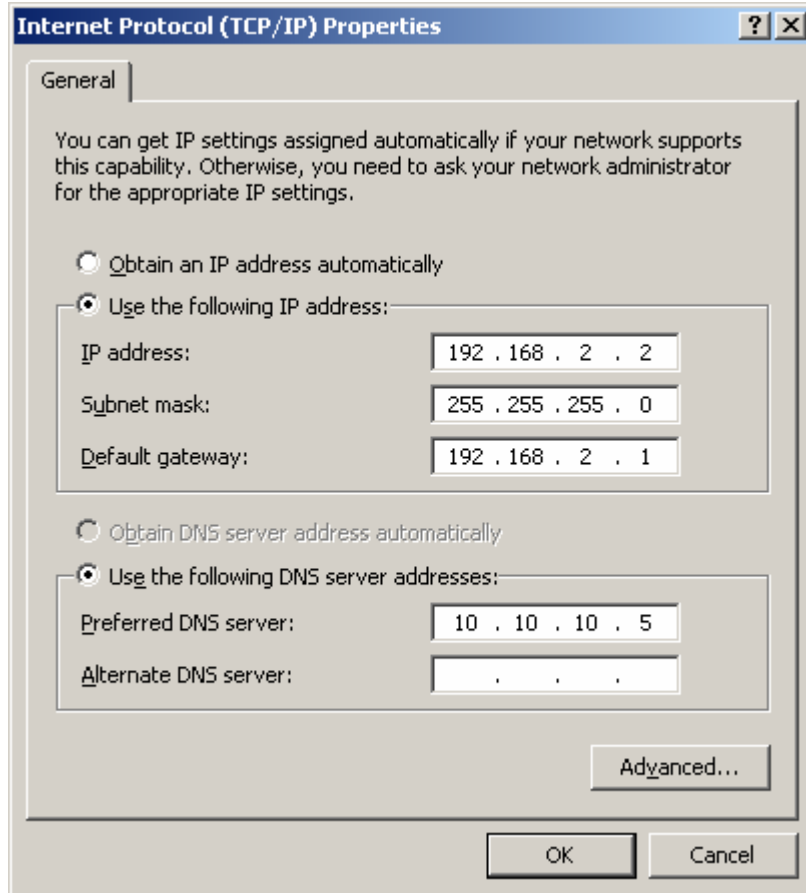 Internet Protocol (TCP/IP) Properties
General
You can get IP settings assigned automatically if your network supports
this capability. Otherwise, you need to ask your network administrator
for the appropriate IP settings.
Obtain an IP address automatically
Use the following IP address:
IP address: 192 . 168 . 2 . 2
Subnet mask: 255 . 255 . 255 . 0
Default gateway: 192 . 168 . 2 . 1
Obtain DNS server address automatically
Use the following DNS server addresses:
Preferred DNS server: 10 . 10 . 10 . 5
Alternate DNS server: . . .
Advanced...
OK Cancel